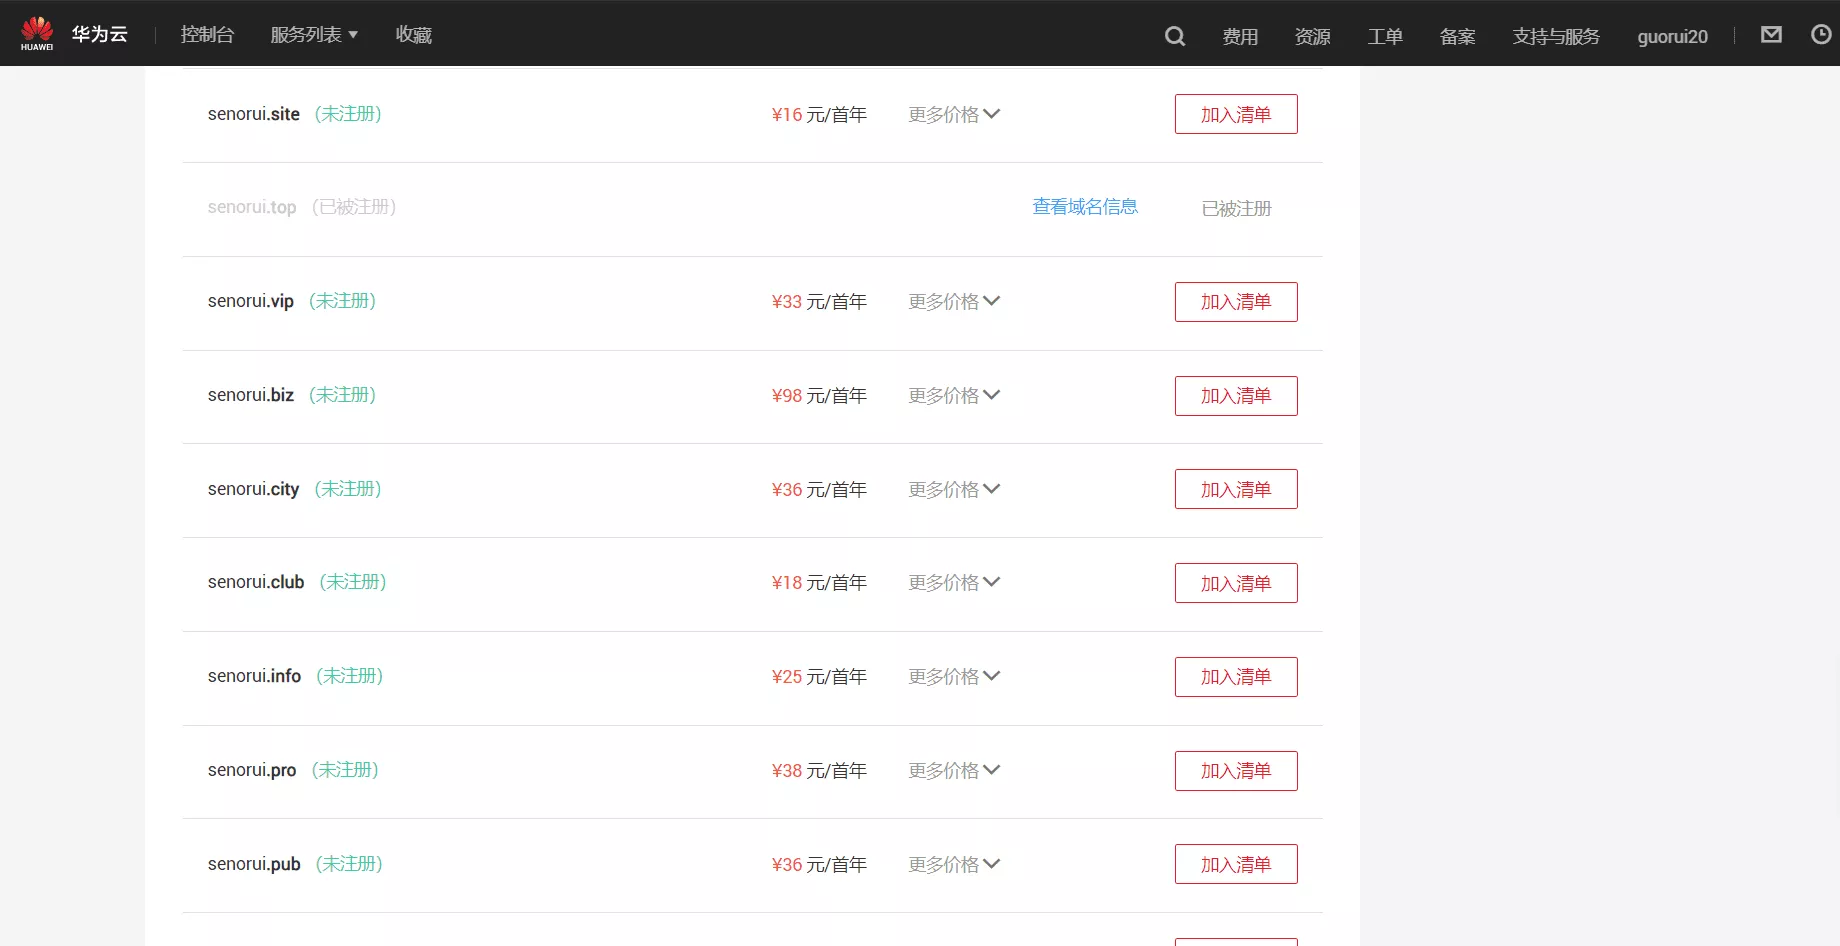 HUAWEI 华为云 控制台 服务列表 收藏 费用 资源 工单 备案 支持与服务 guorui20
senorui.site (未注册) ¥16 元/首年 更多价格 加入清单
senorui.top (已被注册) 查看域名信息 已被注册
senorui.vip (未注册) ¥33 元/首年 更多价格 加入清单
senorui.biz (未注册) ¥98 元/首年 更多价格 加入清单
senorui.city (未注册) ¥36 元/首年 更多价格 加入清单
senorui.club (未注册) ¥18 元/首年 更多价格 加入清单
senorui.info (未注册) ¥25 元/首年 更多价格 加入清单
senorui.pro (未注册) ¥38 元/首年 更多价格 加入清单
senorui.pub (未注册) ¥36 元/首年 更多价格 加入清单